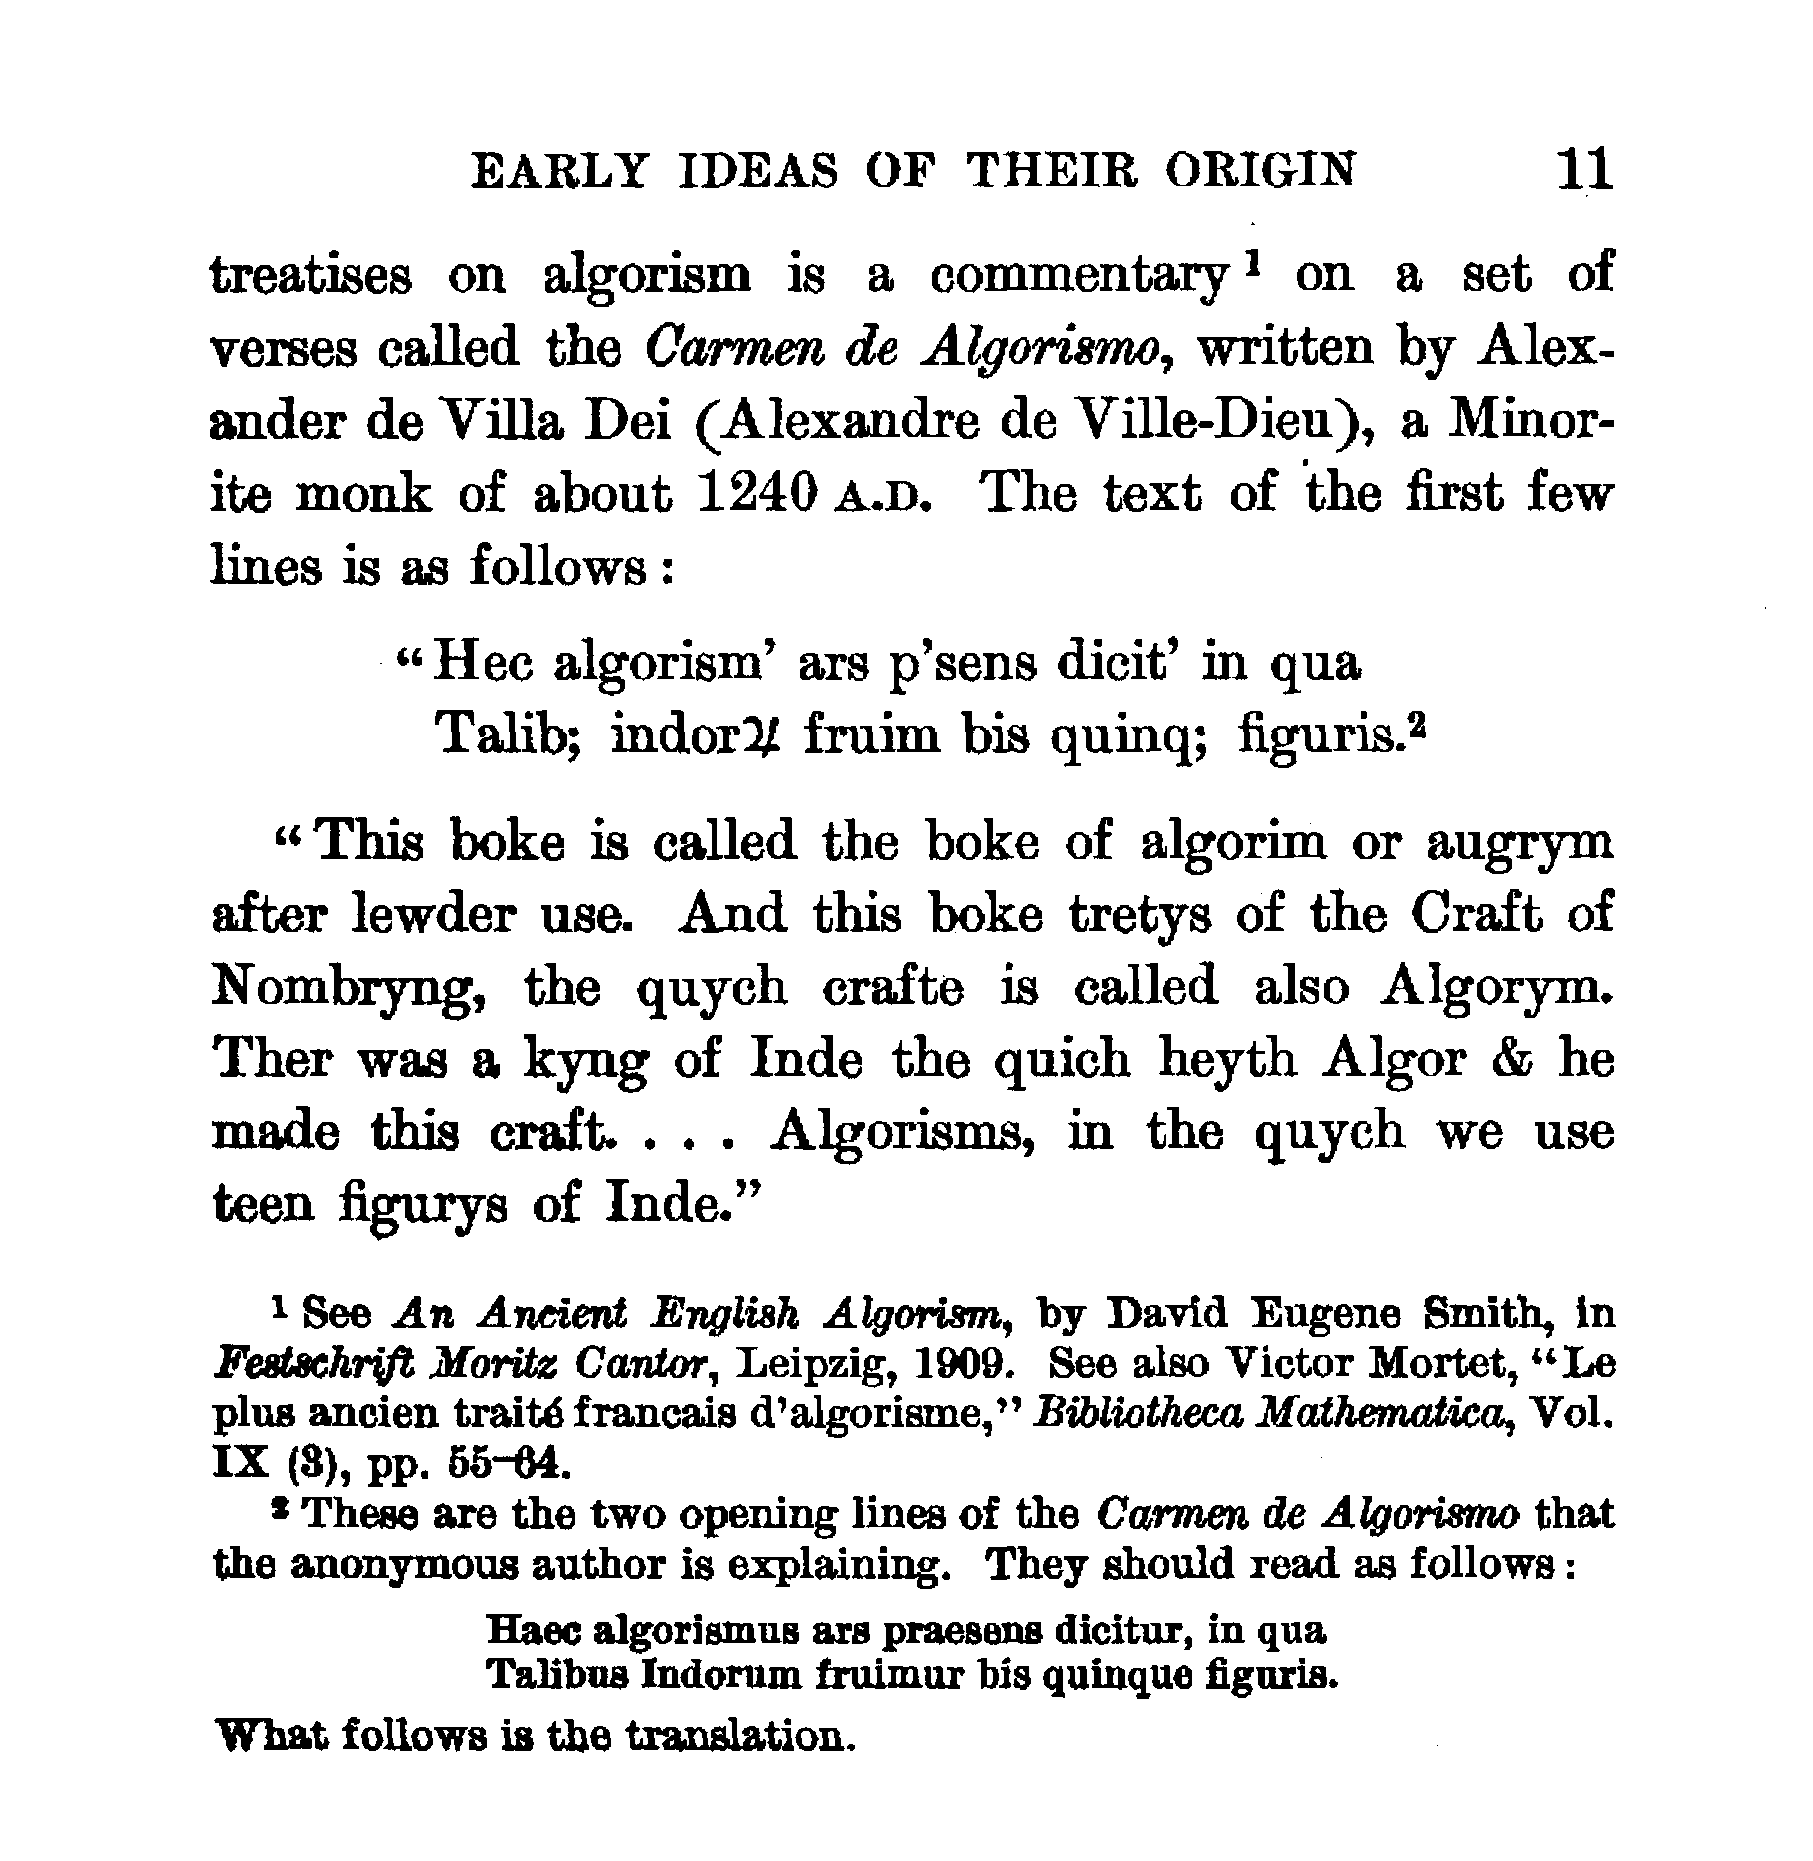 EARLY IDEAS OF THEIR ORIGIN 11
treatises on algorism is a commentary ¹ on a set of
verses called the Carmen de Algorismo, written by Alex-
ander de Villa Dei (Alexandre de Ville-Dieu), a Minor-
ite monk of about 1240 A.D. The text of the first few
lines is as follows :
“ Hec algorism’ ars p’sens dicit’ in qua
Talib; indorꝝ fruim bis quinq; figuris.²
“ This boke is called the boke of algorim or augrym
after lewder use. And this boke tretys of the Craft of
Nombryng, the quych crafte is called also Algorym.
Ther was a kyng of Inde the quich heyth Algor & he
made this craft. . . . Algorisms, in the quych we use
teen figurys of Inde.”
¹ See An Ancient English Algorism, by David Eugene Smith, in
Festschrift Moritz Cantor, Leipzig, 1909. See also Victor Mortet, “Le
plus ancien traité francais d’algorisme,” Bibliotheca Mathematica, Vol.
IX (3), pp. 55–64.
² These are the two opening lines of the Carmen de Algorismo that
the anonymous author is explaining. They should read as follows :
Haec algorismus ars praesens dicitur, in qua
Talibus Indorum fruimur bis quinque figuris.
What follows is the translation.